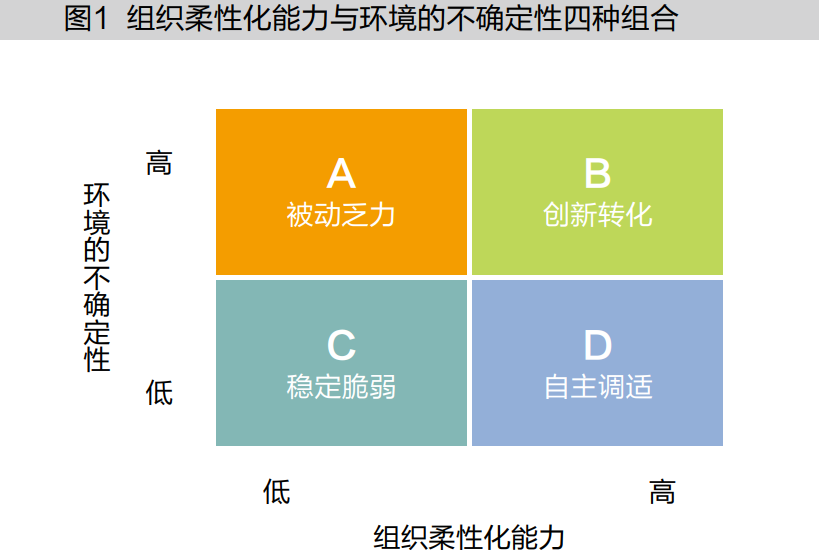 图1 组织柔性化能力与环境的不确定性四种组合
环境的不确定性
高
A
被动乏力
B
创新转化
低
C
稳定脆弱
D
自主调适
低
高
组织柔性化能力